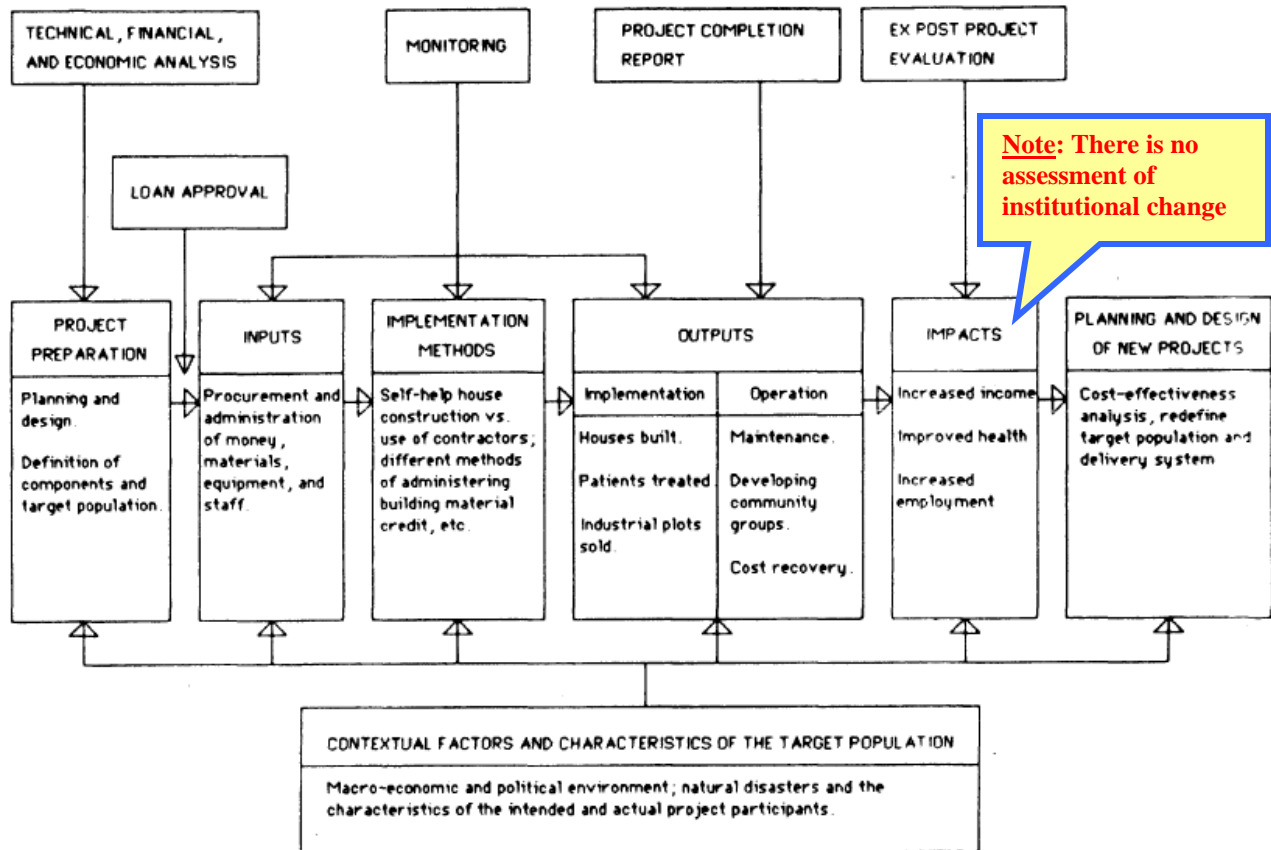 TECHNICAL, FINANCIAL,
AND ECONOMIC ANALYSIS
MONITORING
PROJECT COMPLETION
REPORT
EX POST PROJECT
EVALUATION
Note: There is no
assessment of
institutional change
LOAN APPROVAL
PROJECT
PREPARATION
Planning and
design.
Definition of
components and
target population.
INPUTS
Procurement and
administration
of money,
materials,
equipment, and
staff.
IMPLEMENTATION
METHODS
Self-help house
construction vs.
use of contractors;
different methods
of administering
building material
credit, etc.
OUTPUTS
Implementation
Houses built.
Patients treated.
Industrial plots
sold.
Operation
Maintenance.
Developing
community
groups.
Cost recovery.
IMPACTS
Increased income
Improved health
Increased
employment
PLANNING AND DESIGN
OF NEW PROJECTS
Cost-effectiveness
analysis, redefine
target population and
delivery system
CONTEXTUAL FACTORS AND CHARACTERISTICS OF THE TARGET POPULATION
Macro-economic and political environment; natural disasters and the
characteristics of the intended and actual project participants.